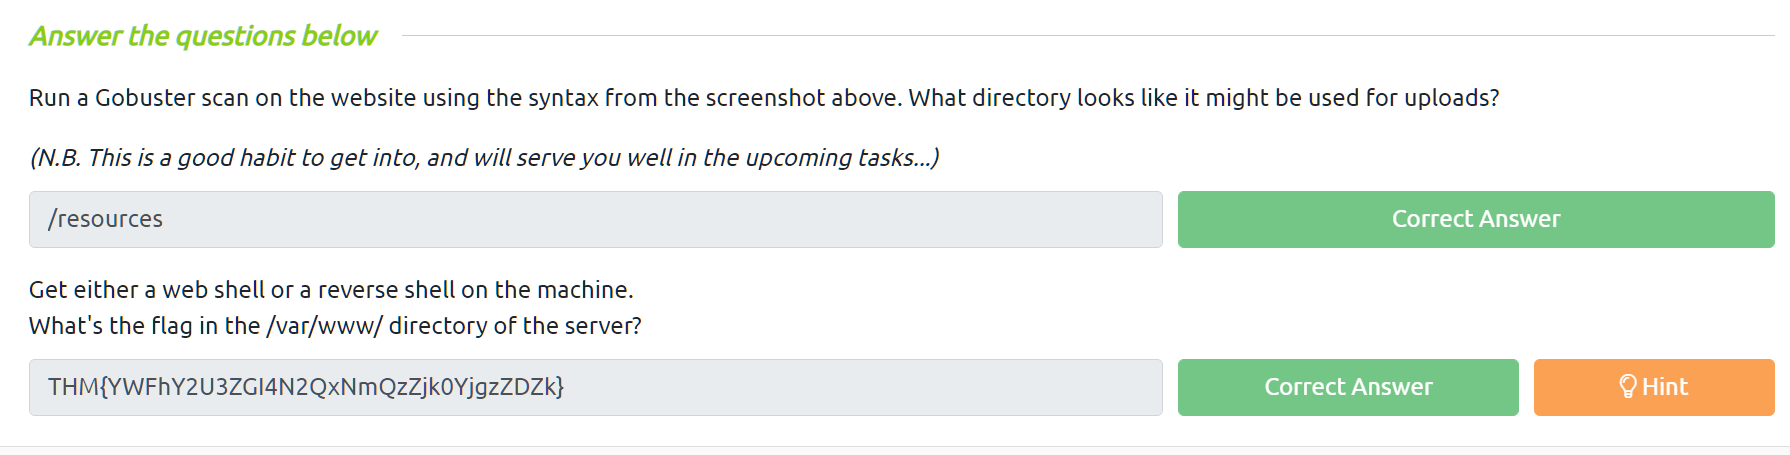 Answer the questions below
Run a Gobuster scan on the website using the syntax from the screenshot above. What directory looks like it might be used for uploads?
(N.B. This is a good habit to get into, and will serve you well in the upcoming tasks...)
/resources
Correct Answer
Get either a web shell or a reverse shell on the machine.
What's the flag in the /var/www/ directory of the server?
THM{YWFhY2U3ZGI4N2QxNmQzZjk0YjgzZDZk}
Correct Answer
Hint